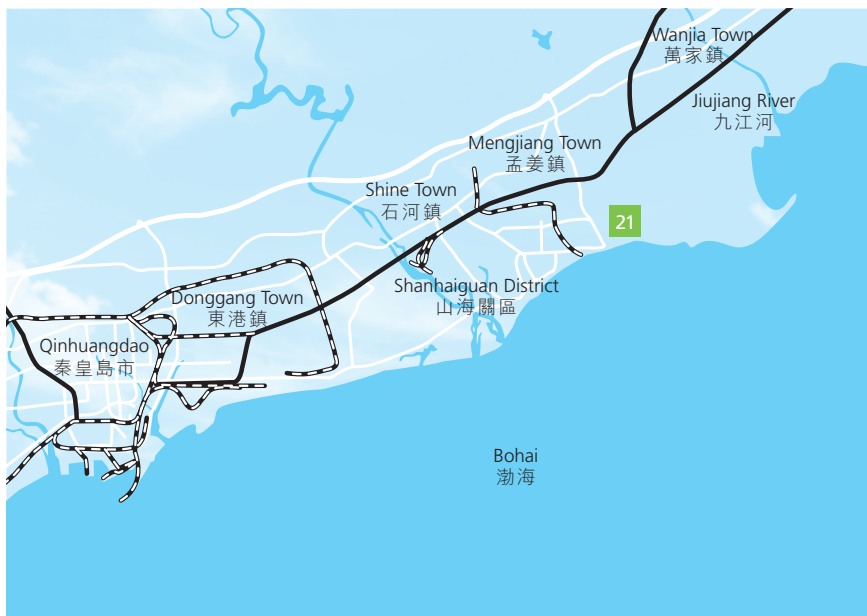 Wanjia Town
萬家鎮
Jiujiang River
九江河
Mengjiang Town
孟姜鎮
Shine Town
石河鎮
21
Shanhaiguan District
山海關區
Donggang Town
東港鎮
Qinhuangdao
秦皇島市
Bohai
渤海